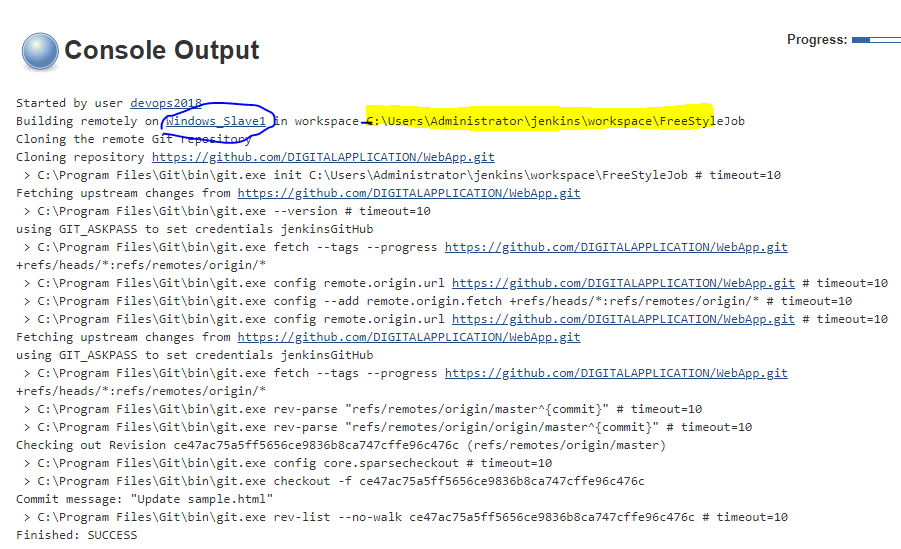 Console Output
Progress:
Started by user devops2018
Building remotely on Windows_Slave1 in workspace C:\Users\Administrator\jenkins\workspace\FreeStyleJob
Cloning the remote Git repository
Cloning repository https://github.com/DIGITALAPPLICATION/WebApp.git
> C:\Program Files\Git\bin\git.exe init C:\Users\Administrator\jenkins\workspace\FreeStyleJob # timeout=10
Fetching upstream changes from https://github.com/DIGITALAPPLICATION/WebApp.git
> C:\Program Files\Git\bin\git.exe --version # timeout=10
using GIT_ASKPASS to set credentials jenkinsGitHub
> C:\Program Files\Git\bin\git.exe fetch --tags --progress https://github.com/DIGITALAPPLICATION/WebApp.git
+refs/heads/*:refs/remotes/origin/*
> C:\Program Files\Git\bin\git.exe config remote.origin.url https://github.com/DIGITALAPPLICATION/WebApp.git # timeout=10
> C:\Program Files\Git\bin\git.exe config --add remote.origin.fetch +refs/heads/*:refs/remotes/origin/* # timeout=10
> C:\Program Files\Git\bin\git.exe config remote.origin.url https://github.com/DIGITALAPPLICATION/WebApp.git # timeout=10
Fetching upstream changes from https://github.com/DIGITALAPPLICATION/WebApp.git
using GIT_ASKPASS to set credentials jenkinsGitHub
> C:\Program Files\Git\bin\git.exe fetch --tags --progress https://github.com/DIGITALAPPLICATION/WebApp.git
+refs/heads/*:refs/remotes/origin/*
> C:\Program Files\Git\bin\git.exe rev-parse "refs/remotes/origin/master^{commit}" # timeout=10
> C:\Program Files\Git\bin\git.exe rev-parse "refs/remotes/origin/origin/master^{commit}" # timeout=10
Checking out Revision ce47ac75a5ff5656ce9836b8ca747cffe96c476c (refs/remotes/origin/master)
> C:\Program Files\Git\bin\git.exe config core.sparsecheckout # timeout=10
> C:\Program Files\Git\bin\git.exe checkout -f ce47ac75a5ff5656ce9836b8ca747cffe96c476c
Commit message: "Update sample.html"
> C:\Program Files\Git\bin\git.exe rev-list --no-walk ce47ac75a5ff5656ce9836b8ca747cffe96c476c # timeout=10
Finished: SUCCESS